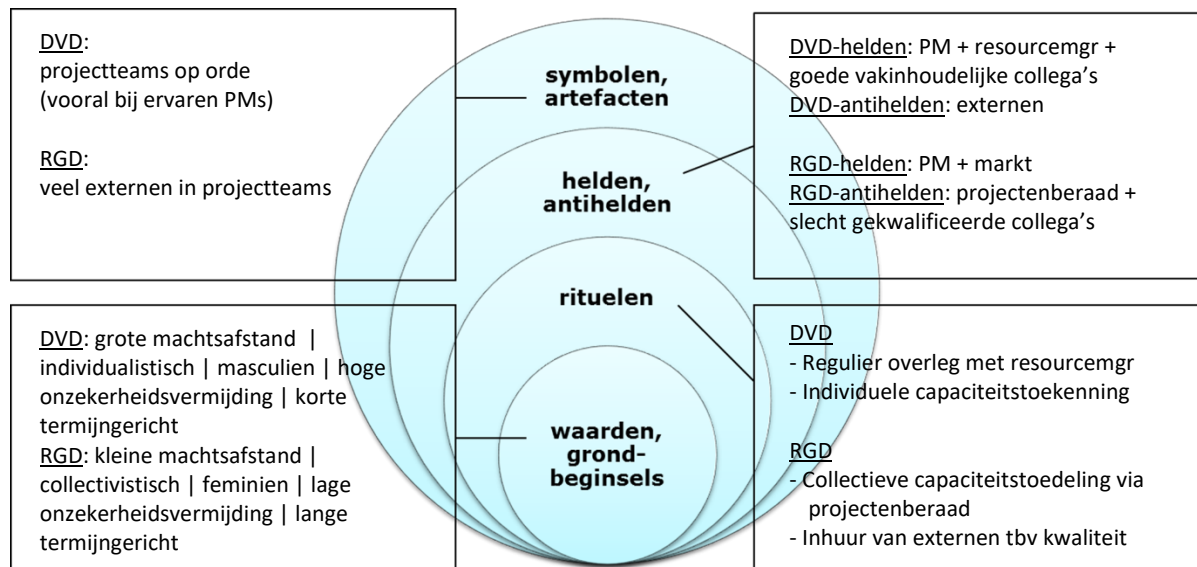 DVD:
projectteams op orde
(vooral bij ervaren PMs)
RGD:
veel externen in projectteams
symbolen,
artefacten
helden,
antihelden
rituelen
waarden,
grond-
beginsels
DVD-helden: PM + resourcemgr +
goede vakinhoudelijke collega’s
DVD-antihelden: externen
RGD-helden: PM + markt
RGD-antihelden: projectenberaad +
slecht gekwalificeerde collega’s
DVD: grote machtsafstand |
individualistisch | masculien | hoge
onzekerheidsvermijding | korte
termijngericht
RGD: kleine machtsafstand |
collectivistisch | feminien | lage
onzekerheidsvermijding | lange
termijngericht
DVD
- Regulier overleg met resourcemgr
- Individuele capaciteitstoekenning
RGD
- Collectieve capaciteitstoedeling via
projectenberaad
- Inhuur van externen tbv kwaliteit